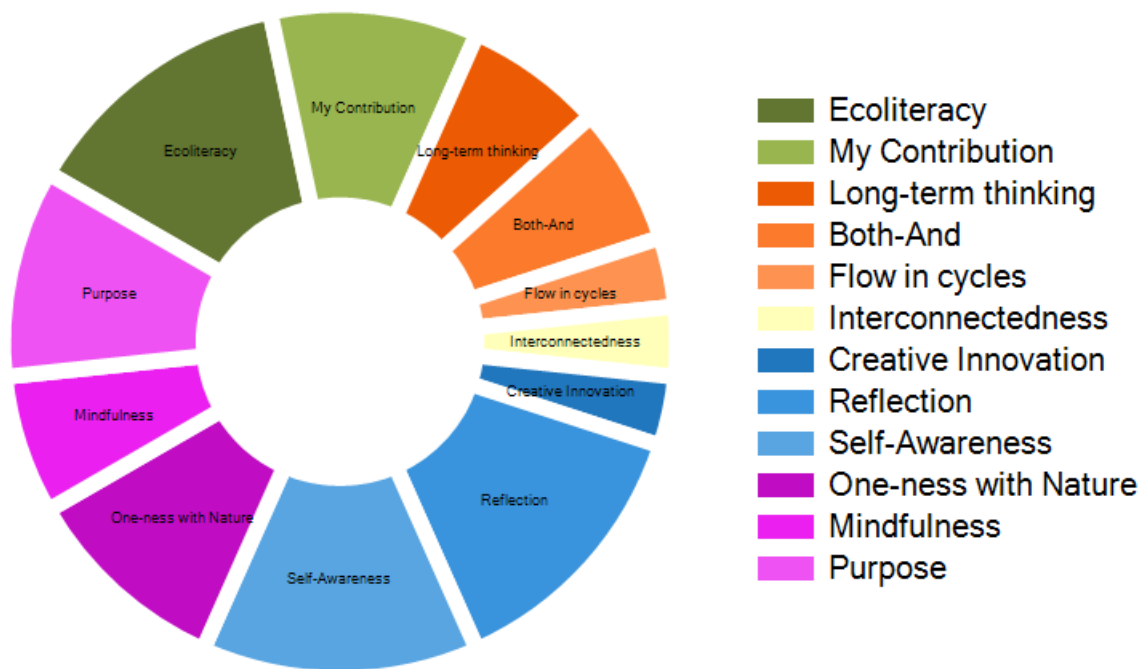 My Contribution
Ecoliteracy
Long-term thinking
Both-And
Purpose
Flow in cycles
Interconnectedness
Creative Innovation
Mindfulness
Reflection
One-ness with Nature
Self-Awareness
Ecoliteracy
My Contribution
Long-term thinking
Both-And
Flow in cycles
Interconnectedness
Creative Innovation
Reflection
Self-Awareness
One-ness with Nature
Mindfulness
Purpose